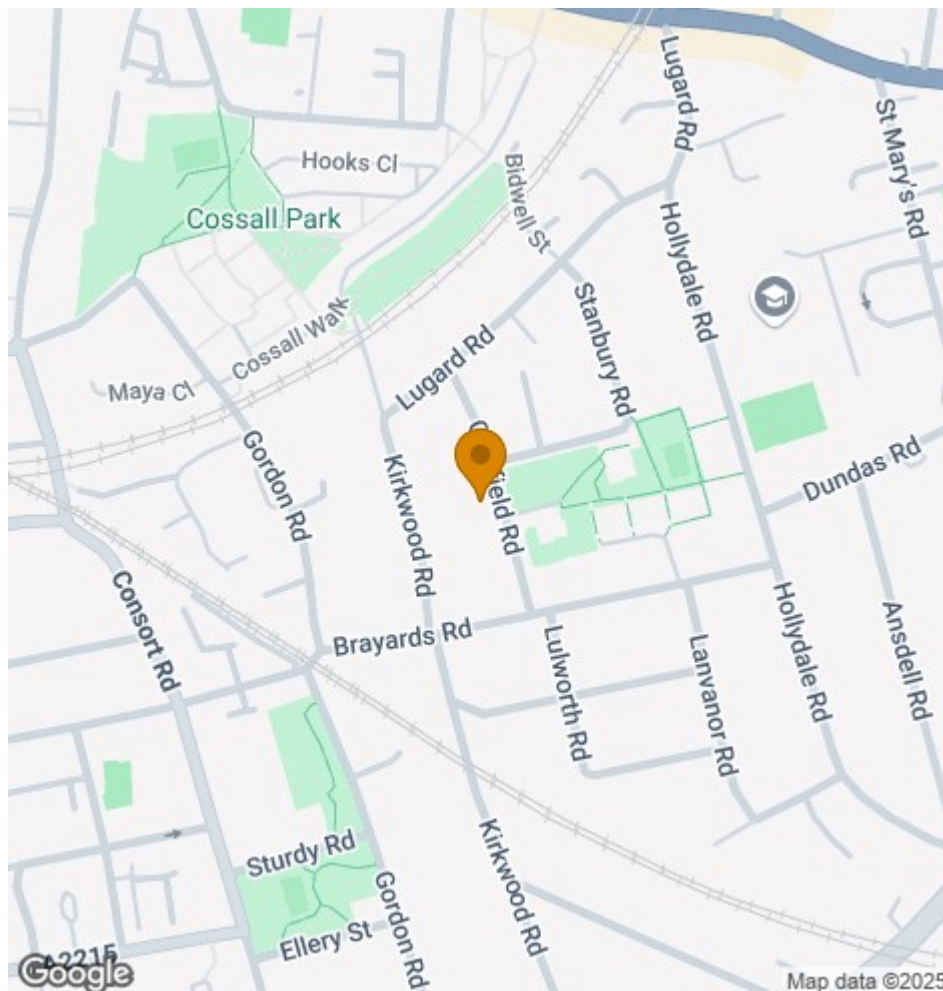 Lugard Rd
St Mary's Rd
Hooks Cl
Bidwell St
Cossall Park
Hollydale Rd
Stanbury Rd
Cossall Walk
Lugard Rd
Maya Cl
Gordon Rd
Kirkwood Rd
field Rd
Dundas Rd
Consort Rd
Brayards Rd
Lulworth Rd
Lanvanor Rd
Hollydale Rd
Ansdell Rd
Sturdy Rd
Kirkwood Rd
Gordon Rd
Ellery St
A2215
Google
Map data ©2025